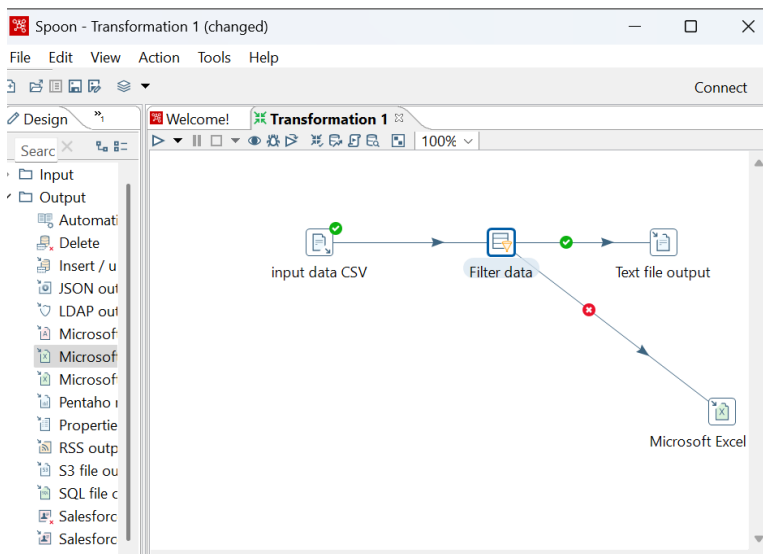 Spoon - Transformation 1 (changed)
File Edit View Action Tools Help
Connect
Design »1
Searc
Input
Output
Automati
Delete
Insert / u
JSON out
LDAP out
Microsof
Microsof
Microsof
Pentaho r
Propertie
RSS outp
S3 file ou
SQL file o
Salesforc
Salesforc
Welcome! Transformation 1
100%
input data CSV
Filter data
Text file output
Microsoft Excel